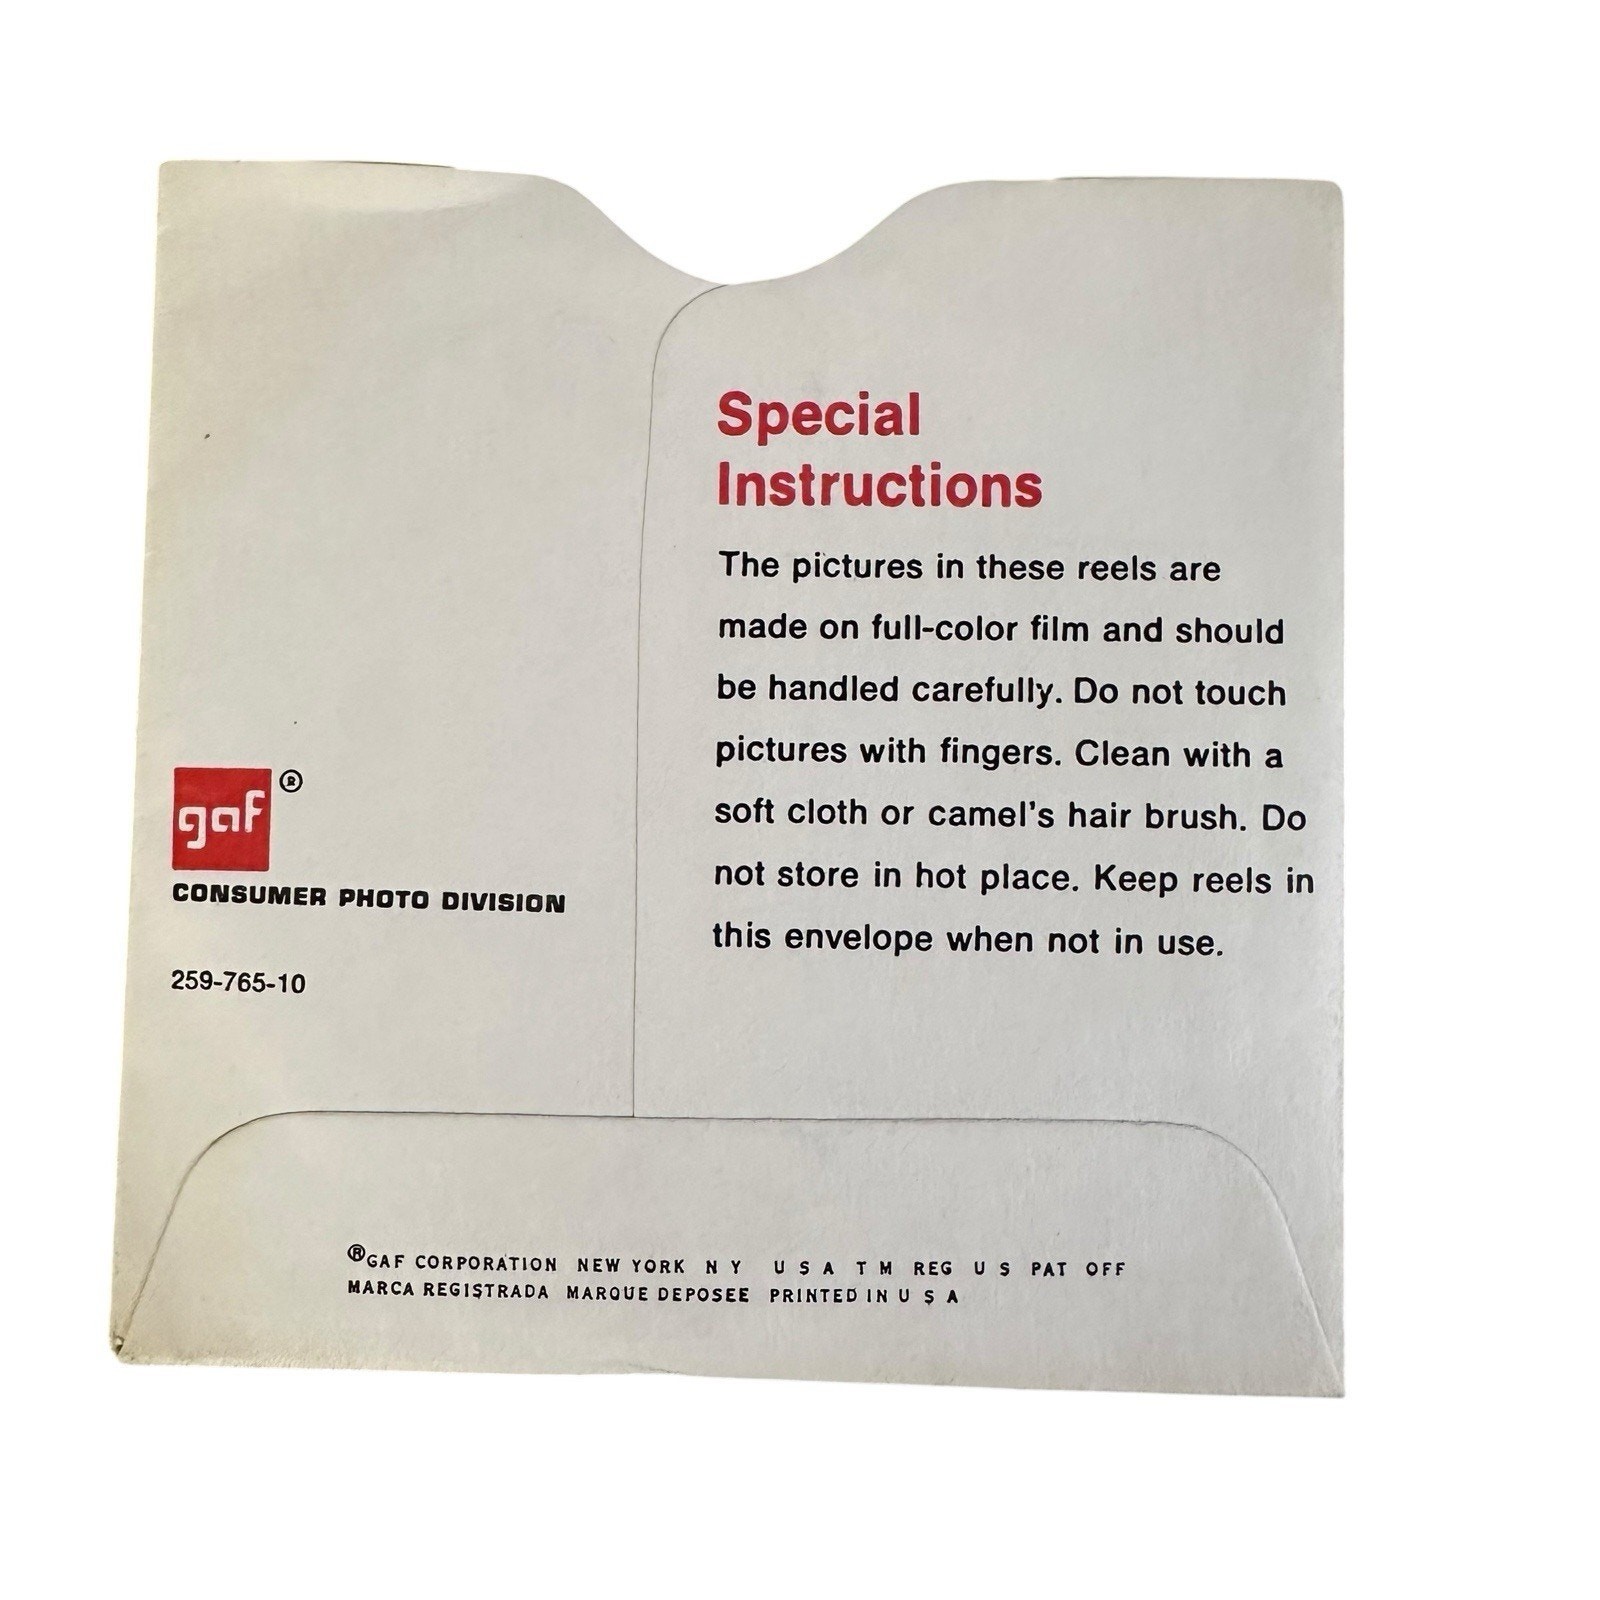 Special
Instructions
The pictures in these reels are
made on full-color film and should
be handled carefully. Do not touch
pictures with fingers. Clean with a
soft cloth or camel's hair brush. Do
not store in hot place. Keep reels in
this envelope when not in use.
gaf®
CONSUMER PHOTO DIVISION
259-765-10
®GAF CORPORATION NEW YORK N Y U S A T M REG U S PAT OFF
MARCA REGISTRADA MARQUE DEPOSEE PRINTED IN U S A